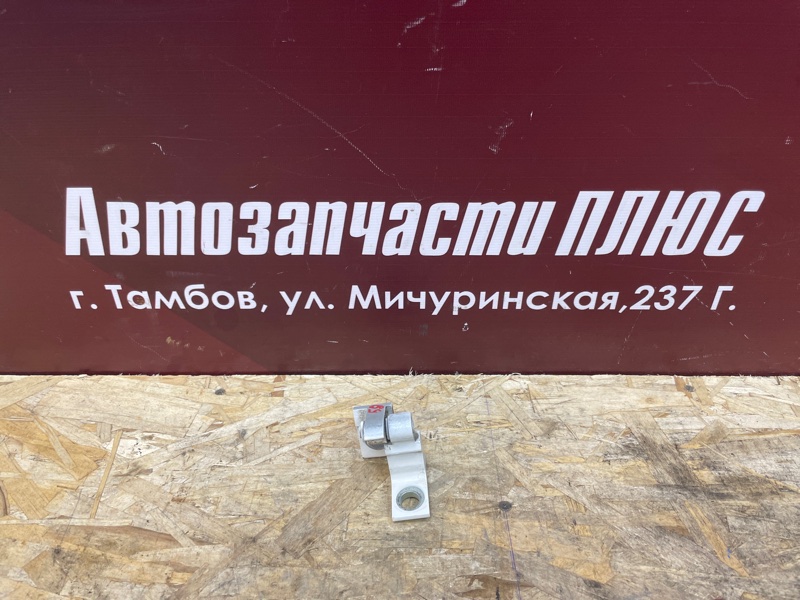 Автозапчасти ПЛЮС
г. Тамбов, ул. Мичуринская,237 Г.